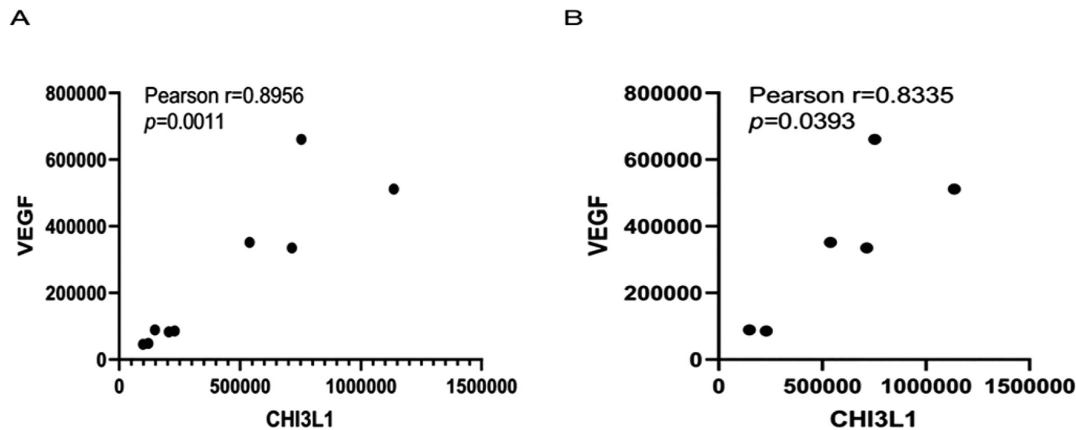 A
Pearson r=0.8956
p=0.0011
800000
600000
400000
200000
0
VEGF
0 500000 1000000 1500000
CHI3L1
B
Pearson r=0.8335
p=0.0393
800000
600000
400000
200000
0
VEGF
0 500000 1000000 1500000
CHI3L1